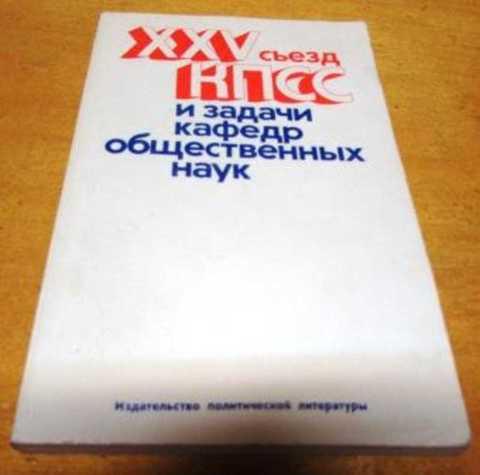 XXV съезд
КПСС
и задачи
кафедр
общественных
наук
Издательство политической литературы